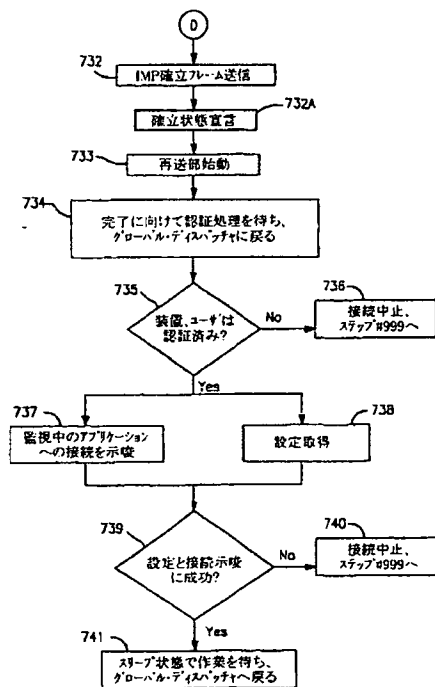 D
732
IMP確立フレーム送信
732A
確立状態宣言
733
再送部始動
734
完了に向けて認証処理を待ち、
グローバル・ディスパッチャに戻る
735
装置、ユーザは
認証済み?
No
736
接続中止、
ステップ#999へ
Yes
737
監視中のアプリケーション
への接続を示唆
738
設定取得
739
設定と接続示唆
に成功?
No
740
接続中止、
ステップ#999へ
Yes
741
スリープ状態で作業を待ち、
グローバル・ディスパッチャへ戻る